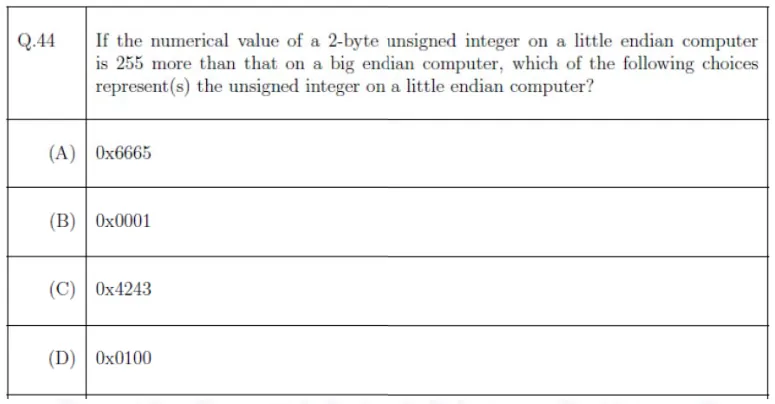 Q.44 If the numerical value of a 2-byte unsigned integer on a little endian computer
is 255 more than that on a big endian computer, which of the following choices
represent(s) the unsigned integer on a little endian computer?
(A) 0x6665
(B) 0x0001
(C) 0x4243
(D) 0x0100